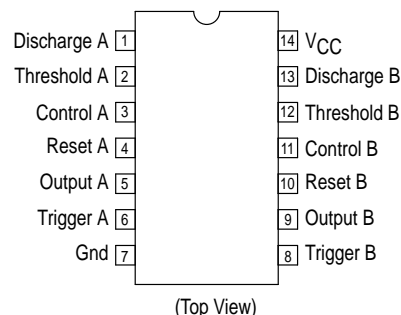 Discharge A 1 14 VCC
Threshold A 2 13 Discharge B
Control A 3 12 Threshold B
Reset A 4 11 Control B
Output A 5 10 Reset B
Trigger A 6 9 Output B
Gnd 7 8 Trigger B
(Top View)